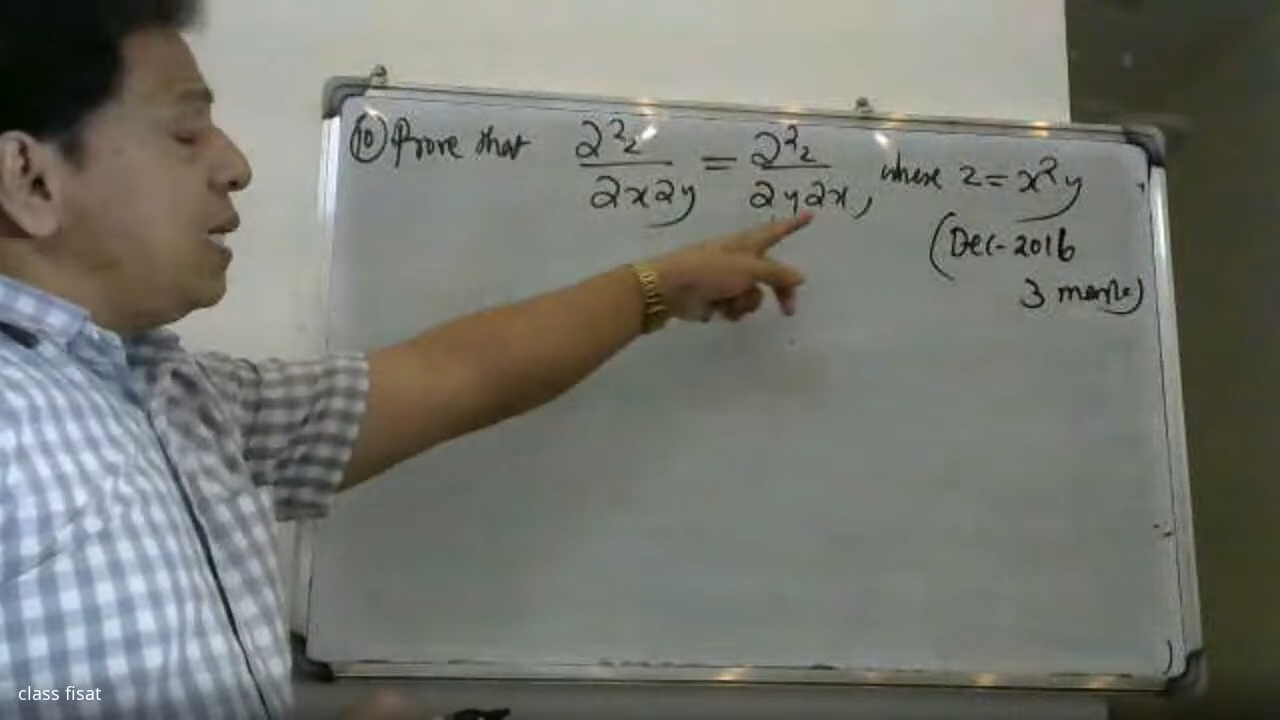 ⑩ Prove that ∂²z/∂x∂y = ∂²z/∂y∂x, where z = x²y
(Dec-2016
3 marks)
class fisat